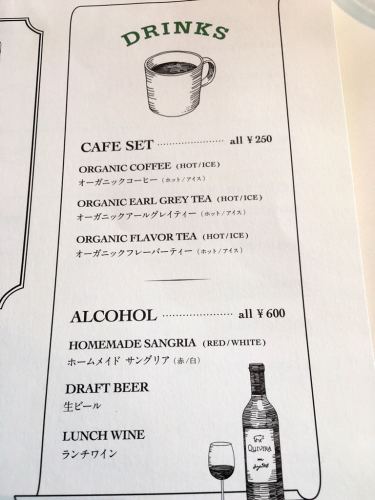 DRINKS
CAFE SET all ¥250
ORGANIC COFFEE (HOT/ICE)
オーガニックコーヒー (ホット/アイス)
ORGANIC EARL GREY TEA (HOT/ICE)
オーガニックアールグレイティー (ホット/アイス)
ORGANIC FLAVOR TEA (HOT/ICE)
オーガニックフレーバーティー (ホット/アイス)
ALCOHOL all ¥600
HOMEMADE SANGRIA (RED/WHITE)
ホームメイド サングリア (赤/白)
DRAFT BEER
生ビール
LUNCH WINE
ランチワイン
QUIVIRA